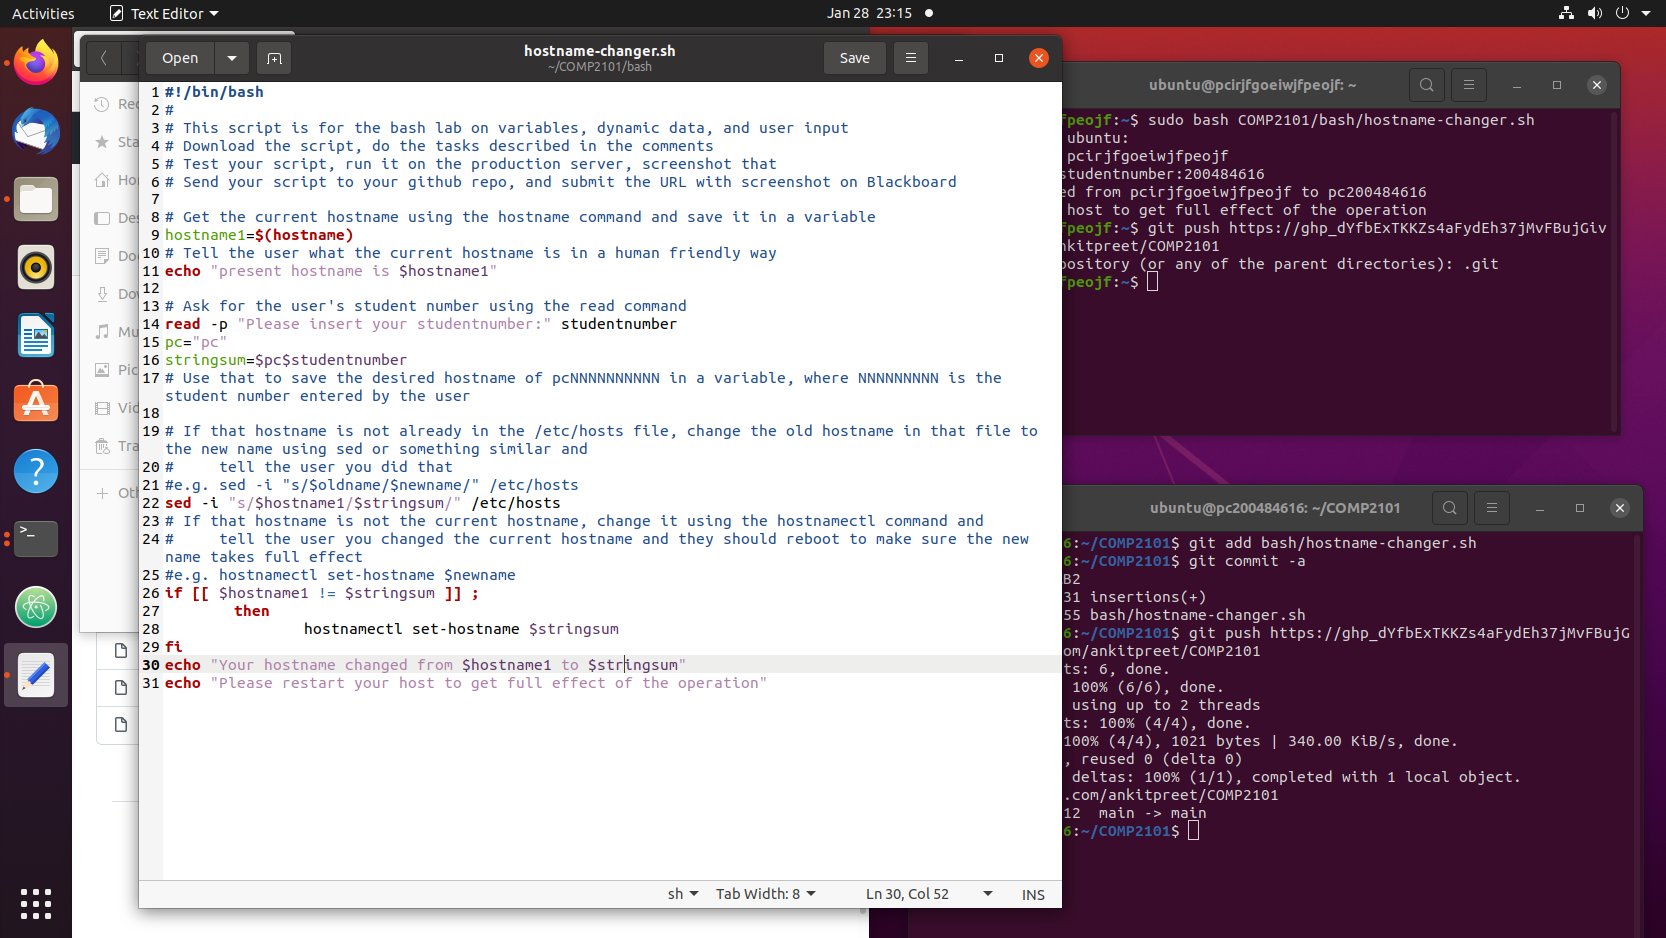 Activities
Text Editor
Jan 28 23:15
Open
hostname-changer.sh
~/COMP2101/bash
Save
1 #!/bin/bash
2 #
3 # This script is for the bash lab on variables, dynamic data, and user input
4 # Download the script, do the tasks described in the comments
5 # Test your script, run it on the production server, screenshot that
6 # Send your script to your github repo, and submit the URL with screenshot on Blackboard
7
8 # Get the current hostname using the hostname command and save it in a variable
9 hostname1=$(hostname)
10 # Tell the user what the current hostname is in a human friendly way
11 echo "present hostname is $hostname1"
12
13 # Ask for the user's student number using the read command
14 read -p "Please insert your studentnumber:" studentnumber
15 pc="pc"
16 stringsum=$pc$studentnumber
17 # Use that to save the desired hostname of pcNNNNNNNNNN in a variable, where NNNNNNNNN is the
student number entered by the user
18
19 # If that hostname is not already in the /etc/hosts file, change the old hostname in that file to
the new name using sed or something similar and
20 #     tell the user you did that
21 #e.g. sed -i "s/$oldname/$newname/" /etc/hosts
22 sed -i "s/$hostname1/$stringsum/" /etc/hosts
23 # If that hostname is not the current hostname, change it using the hostnamectl command and
24 #     tell the user you changed the current hostname and they should reboot to make sure the new
name takes full effect
25 #e.g. hostnamectl set-hostname $newname
26 if [[ $hostname1 != $stringsum ]] ;
27 then
28 hostnamectl set-hostname $stringsum
29 fi
30 echo "Your hostname changed from $hostname1 to $stringsum"
31 echo "Please restart your host to get full effect of the operation"
sh
Tab Width: 8
Ln 30, Col 52
INS
Rec
Sta
Ho
Des
Do
Do
Mu
Pic
Vid
Tra
Oth
ubuntu@pcirjfgoeiwjfpeojf: ~
fpeojf:~$ sudo bash COMP2101/bash/hostname-changer.sh
ubuntu:
pcirjfgoeiwjfpeojf
studentnumber:200484616
ed from pcirjfgoeiwjfpeojf to pc200484616
host to get full effect of the operation
fpeojf:~$ git push https://ghp_dYfbExTKKZs4aFydEh37jMvFBujGiv
nkitpreet/COMP2101
pository (or any of the parent directories): .git
fpeojf:~$
ubuntu@pc200484616: ~/COMP2101
6:~/COMP2101$ git add bash/hostname-changer.sh
6:~/COMP2101$ git commit -a
B2
31 insertions(+)
55 bash/hostname-changer.sh
6:~/COMP2101$ git push https://ghp_dYfbExTKKZs4aFydEh37jMvFBujG
om/ankitpreet/COMP2101
ts: 6, done.
100% (6/6), done.
using up to 2 threads
ts: 100% (4/4), done.
100% (4/4), 1021 bytes | 340.00 KiB/s, done.
, reused 0 (delta 0)
deltas: 100% (1/1), completed with 1 local object.
.com/ankitpreet/COMP2101
12  main -> main
6:~/COMP2101$